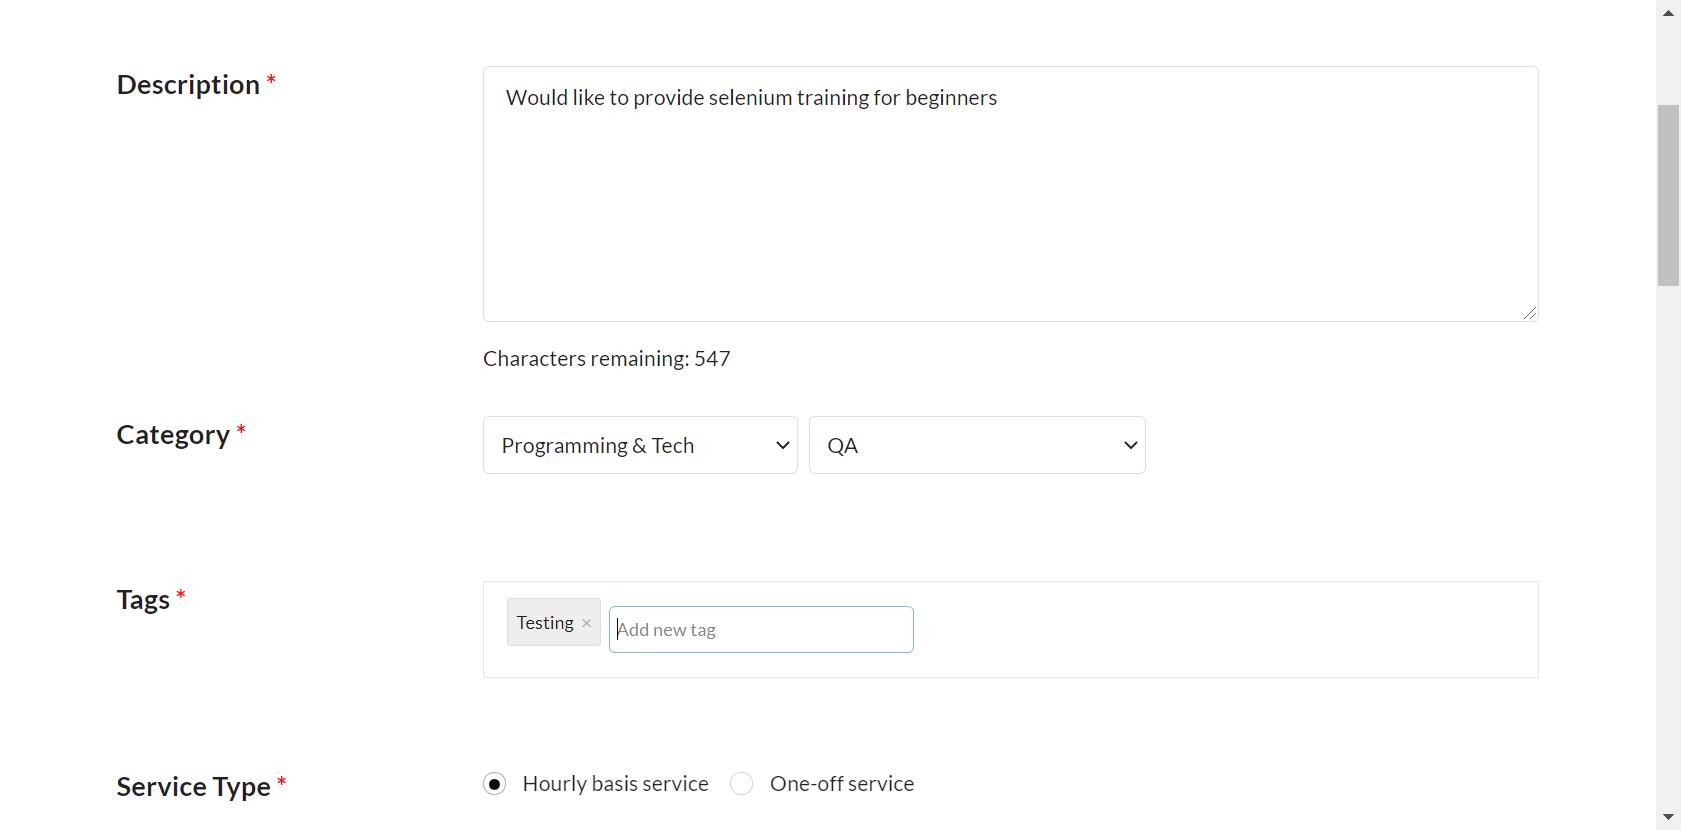 Description *
Would like to provide selenium training for beginners
Characters remaining: 547
Category *
Programming & Tech
QA
Tags *
Testing ×
Add new tag
Service Type *
Hourly basis service
One-off service